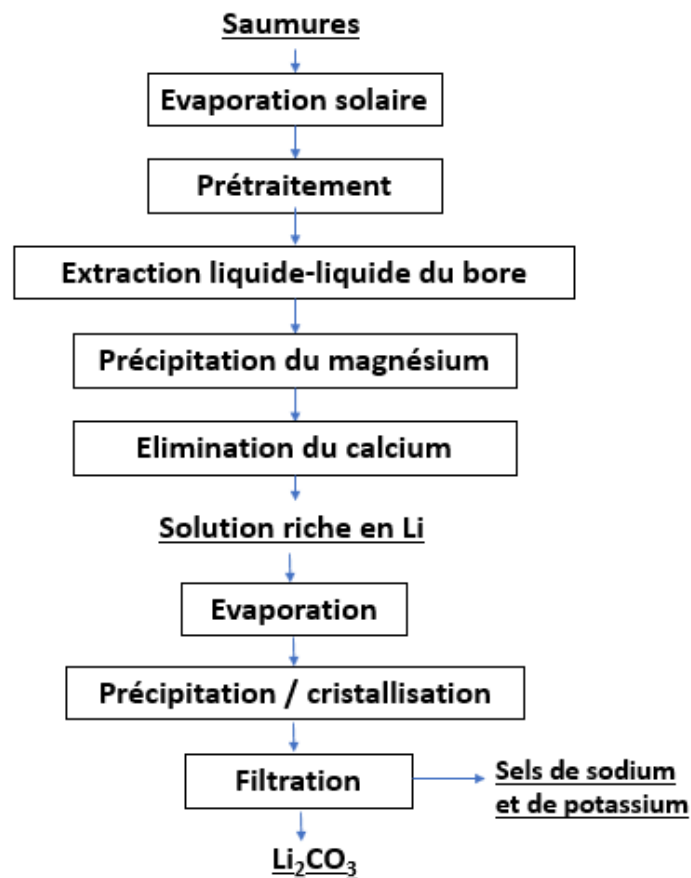 Saumures
Evaporation solaire
Prétraitement
Extraction liquide-liquide du bore
Précipitation du magnésium
Elimination du calcium
Solution riche en Li
Evaporation
Précipitation / cristallisation
Filtration
Sels de sodium
et de potassium
Li₂CO₃